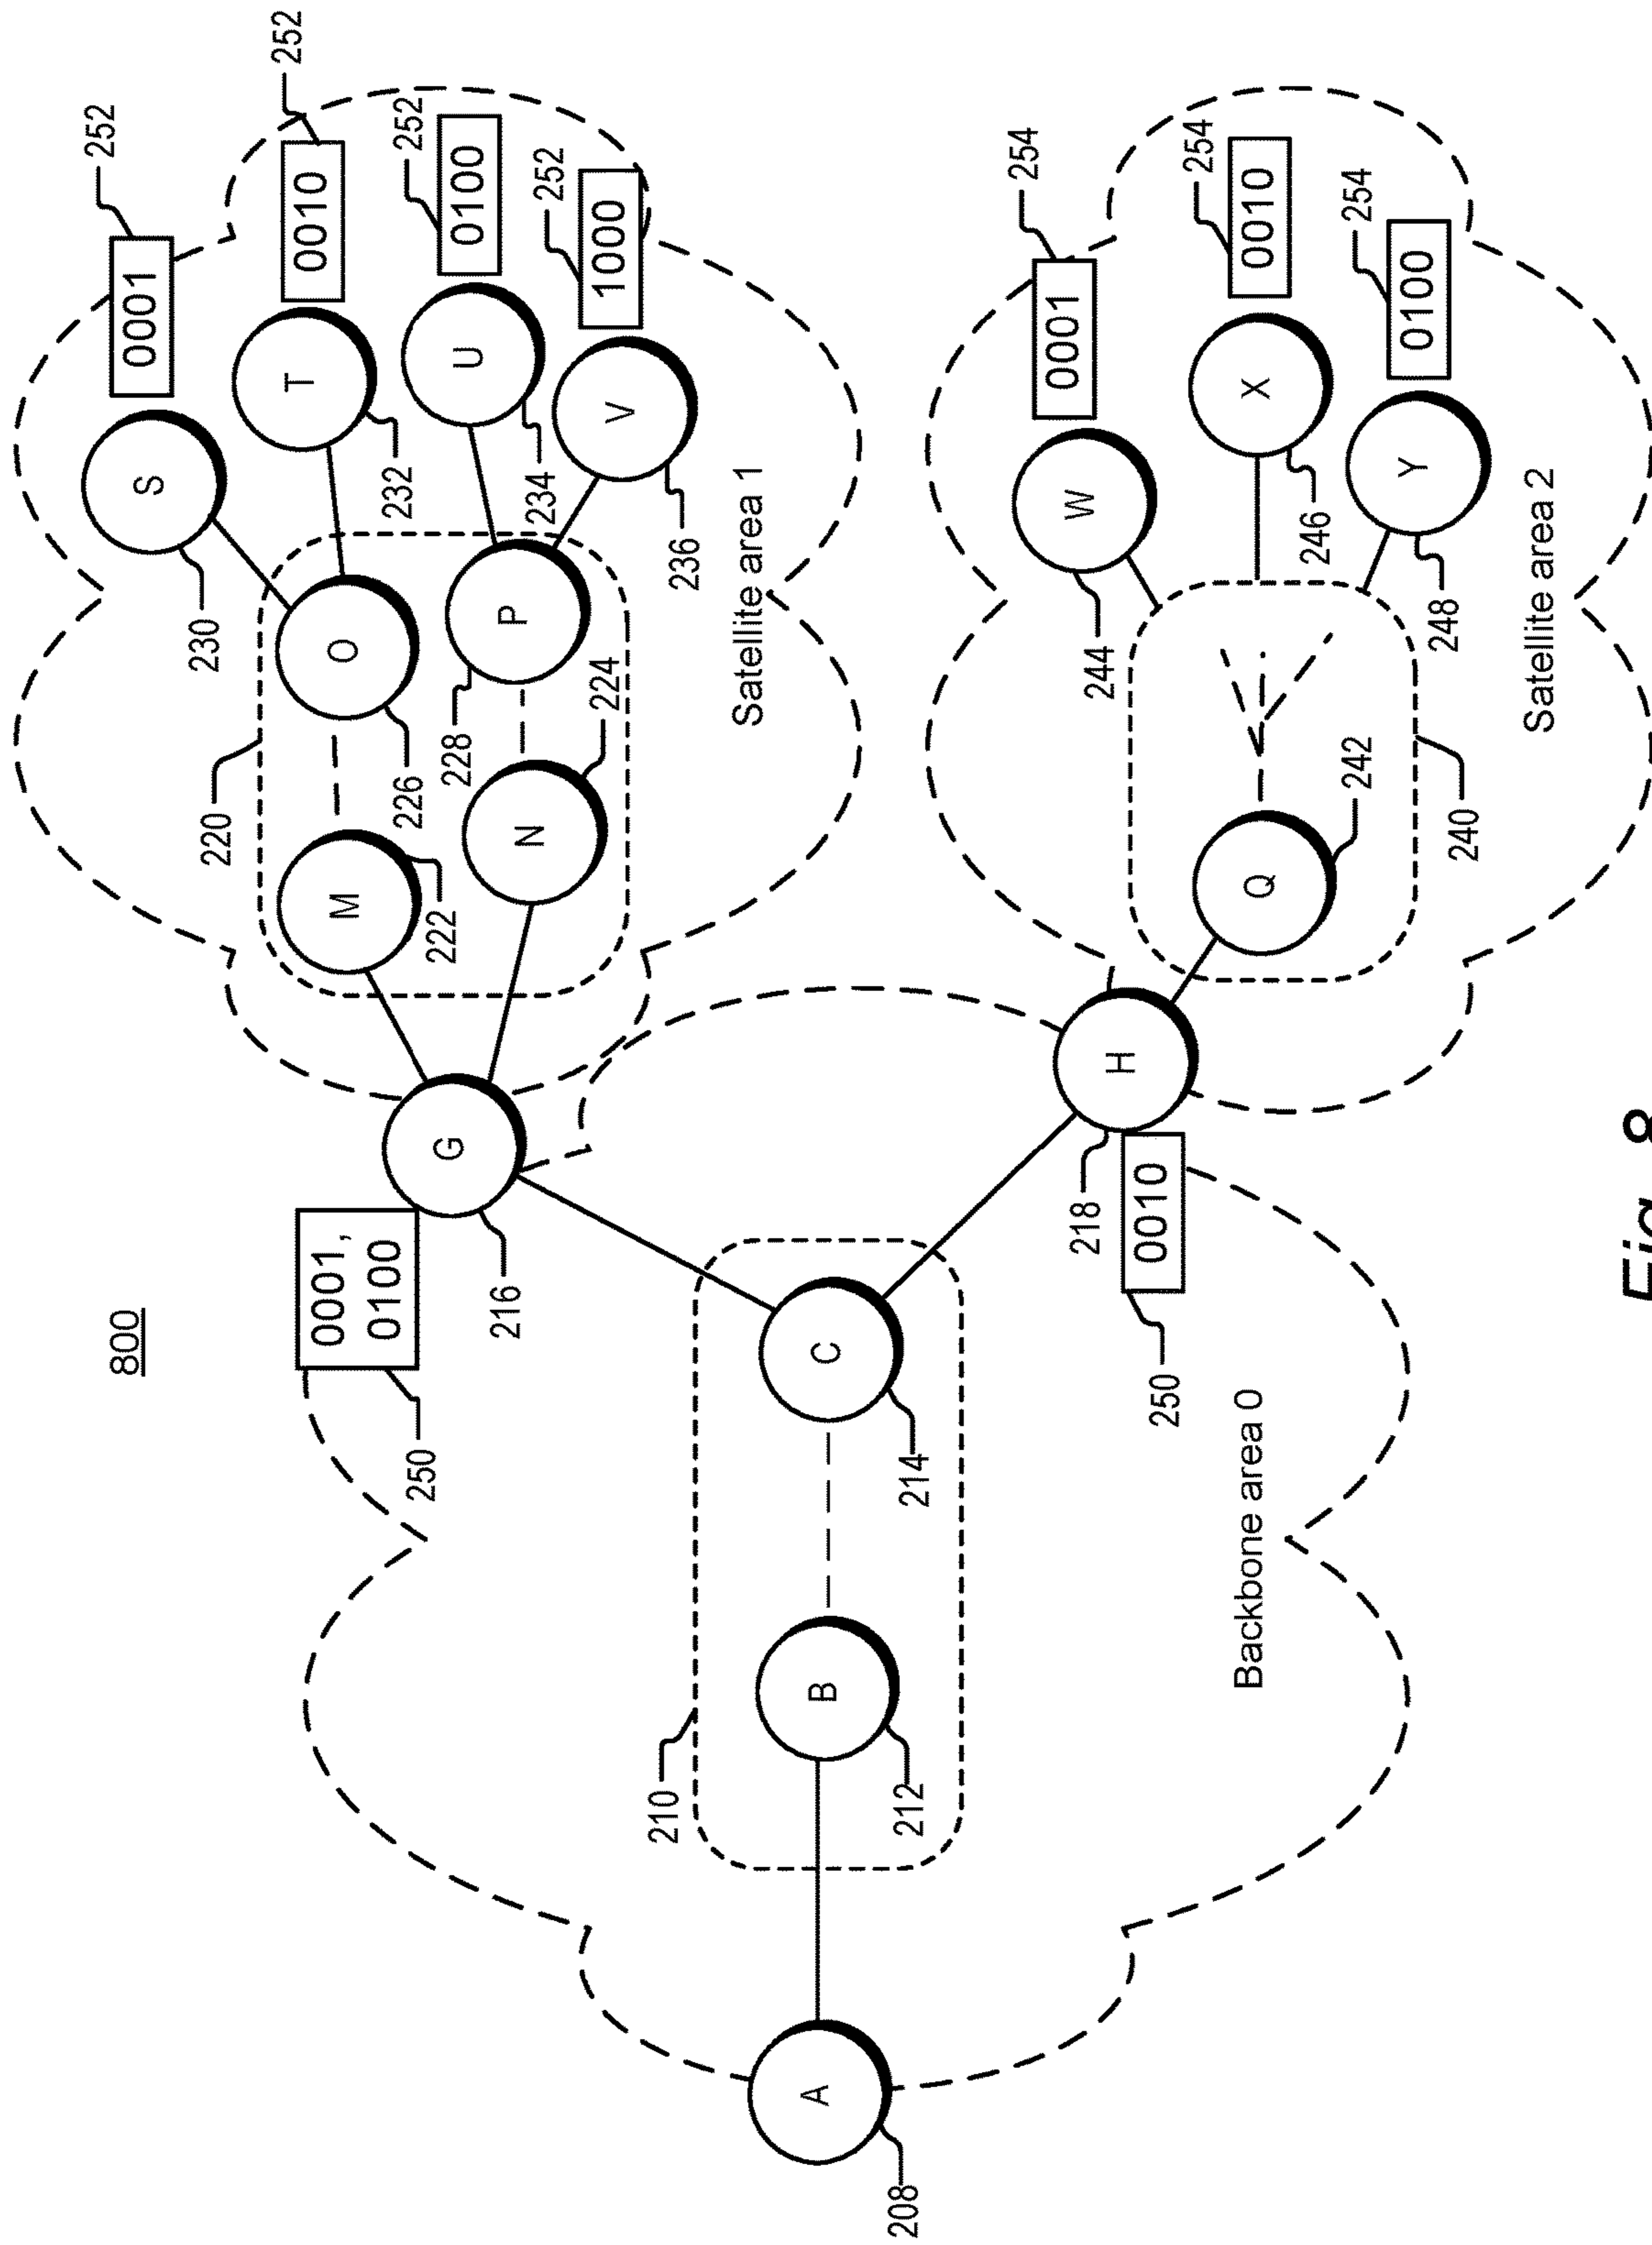 800
252
252
252
252
0001
0010
0100
1000
S
T
U
V
230
232
234
236
220
O
P
226
228
M
N
222
224
Satellite area 1
0001,
0100
250
G
216
254
254
254
0001
0010
0100
W
X
Y
244
246
248
Q
242
240
Satellite area 2
H
218
0010
250
210
B
C
212
214
A
208
Backbone area 0
Fig. 8